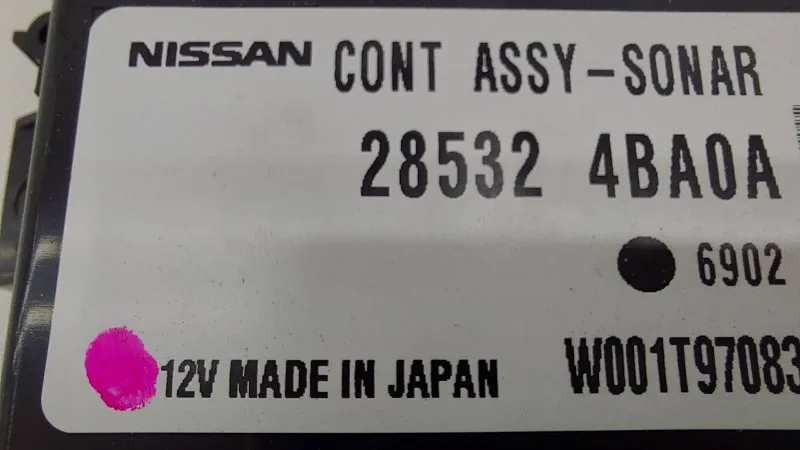 NISSAN CONT ASSY-SONAR
28532 4BA0A
6902
12V MADE IN JAPAN W001T97083